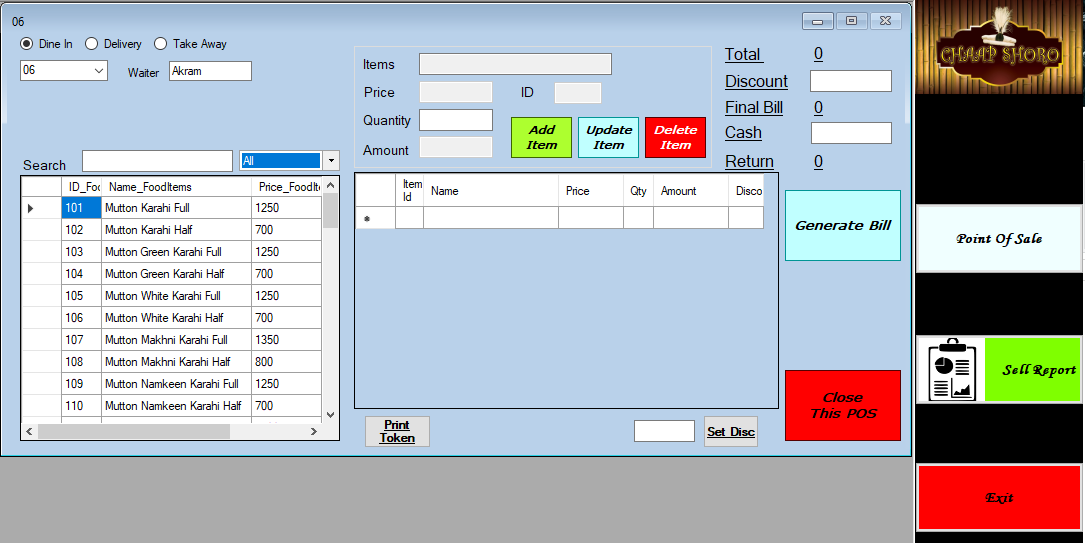 06
Dine In
Delivery
Take Away
06
Waiter
Akram
Search
All
ID_Foo
Name_FoodItems
Price_FoodIt
101 Mutton Karahi Full 1250
102 Mutton Karahi Half 700
103 Mutton Green Karahi Full 1250
104 Mutton Green Karahi Half 700
105 Mutton White Karahi Full 1250
106 Mutton White Karahi Half 700
107 Mutton Makhni Karahi Full 1350
108 Mutton Makhni Karahi Half 800
109 Mutton Namkeen Karahi Full 1250
110 Mutton Namkeen Karahi Half 700
Items
Price
ID
Quantity
Amount
Add
Item
Update
Item
Delete
Item
Item
Id
Name
Price
Qty
Amount
Disco
Print
Token
Set Disc
Total 0
Discount
Final Bill 0
Cash
Return 0
Generate Bill
Close
This POS
CHAAP SHORO
Point Of Sale
Sell Report
Exit